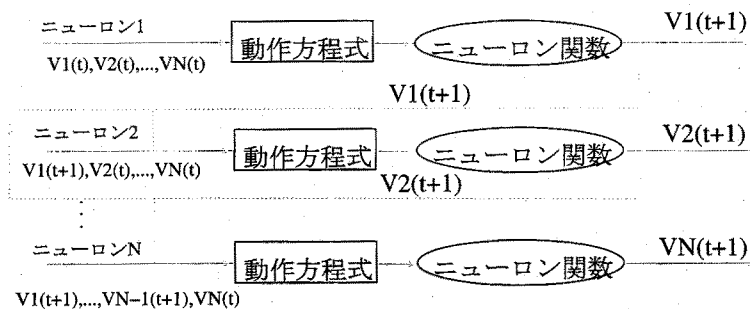 ニューロン1
V1(t),V2(t),...,VN(t)
動作方程式
ニューロン関数
V1(t+1)
V1(t+1)
ニューロン2
V1(t+1),V2(t),...,VN(t)
動作方程式
ニューロン関数
V2(t+1)
V2(t+1)
ニューロンN
V1(t+1),...,VN−1(t+1),VN(t)
動作方程式
ニューロン関数
VN(t+1)